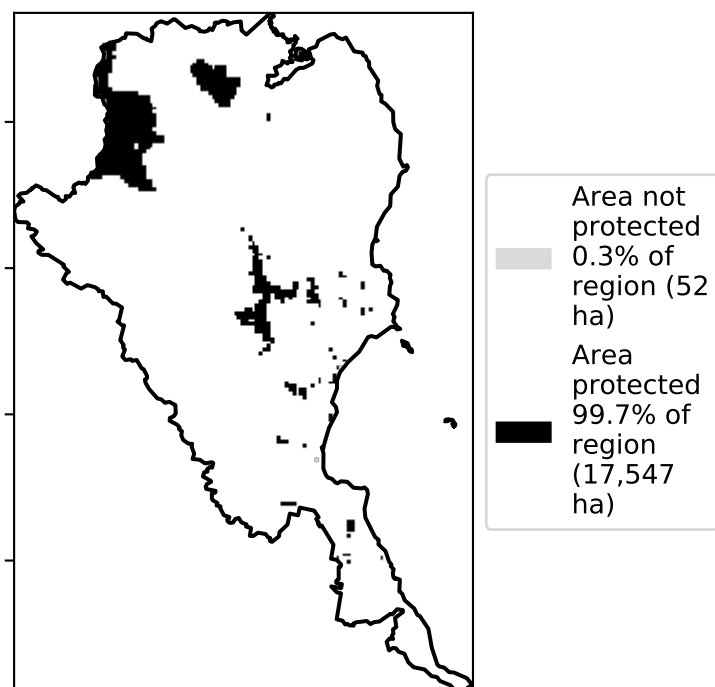 Area not
protected
0.3% of
region (52
ha)
Area
protected
99.7% of
region
(17,547
ha)